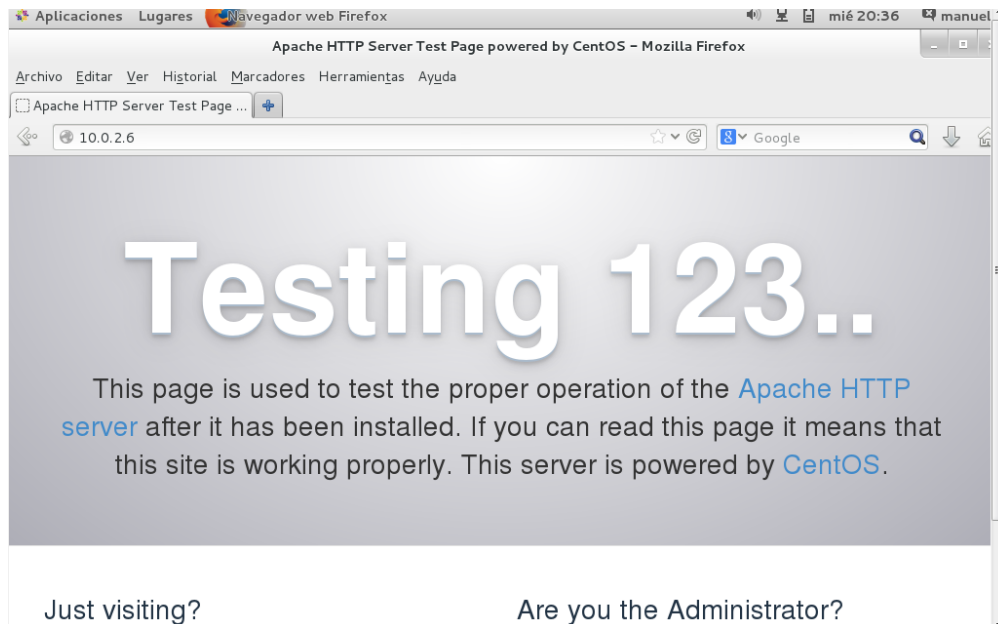 Aplicaciones Lugares Navegador web Firefox mié 20:36 manuel
Apache HTTP Server Test Page powered by CentOS - Mozilla Firefox
Archivo Editar Ver Historial Marcadores Herramientas Ayuda
Apache HTTP Server Test Page ...
10.0.2.6 8 Google
Testing 123..
This page is used to test the proper operation of the Apache HTTP
server after it has been installed. If you can read this page it means that
this site is working properly. This server is powered by CentOS.
Just visiting? Are you the Administrator?